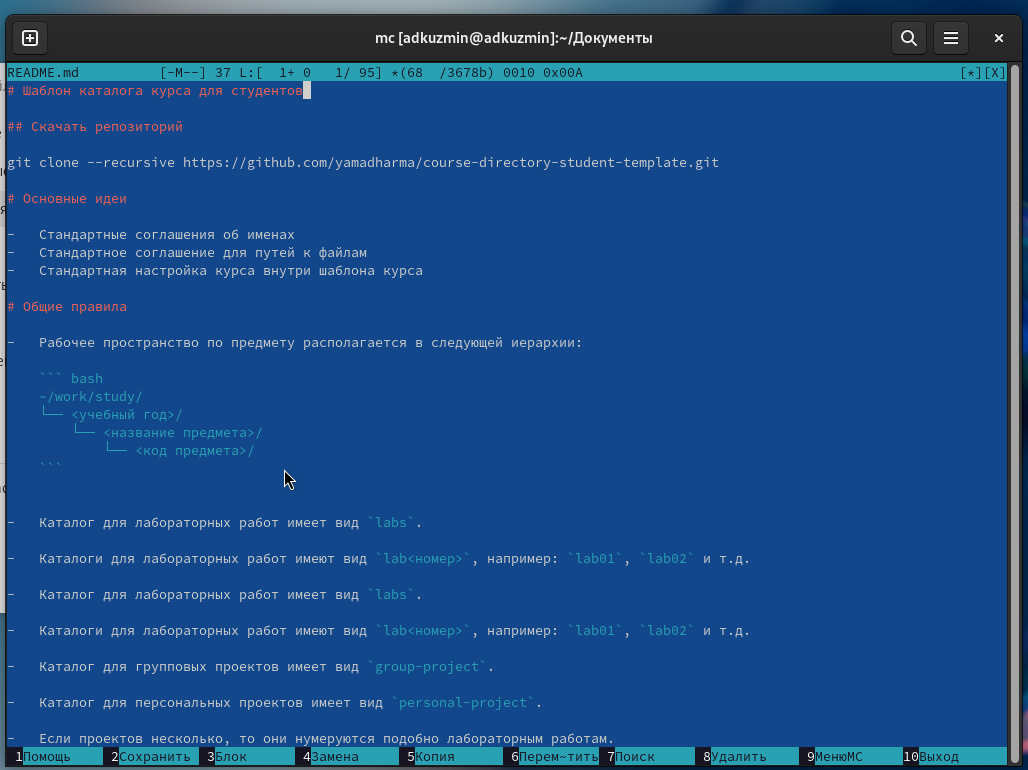 mc [adkuzmin@adkuzmin]:~/Документы
README.md [-M--] 37 L:[ 1+ 0 1/ 95] *(68 /3678b) 0010 0x00A [*][X]
# Шаблон каталога курса для студентов
## Скачать репозиторий
git clone --recursive https://github.com/yamadharma/course-directory-student-template.git
# Основные идеи
- Стандартные соглашения об именах
- Стандартное соглашение для путей к файлам
- Стандартная настройка курса внутри шаблона курса
# Общие правила
- Рабочее пространство по предмету располагается в следующей иерархии:
``` bash
~/work/study/
└── <учебный год>/
└── <название предмета>/
└── <код предмета>/
```
- Каталог для лабораторных работ имеет вид `labs`.
- Каталоги для лабораторных работ имеют вид `lab<номер>`, например: `lab01`, `lab02` и т.д.
- Каталог для лабораторных работ имеет вид `labs`.
- Каталоги для лабораторных работ имеют вид `lab<номер>`, например: `lab01`, `lab02` и т.д.
- Каталог для групповых проектов имеет вид `group-project`.
- Каталог для персональных проектов имеет вид `personal-project`.
- Если проектов несколько, то они нумеруются подобно лабораторным работам.
1Помощь 2Сохранить 3Блок 4Замена 5Копия 6Перем~тить 7Поиск 8Удалить 9МенюMC 10Выход